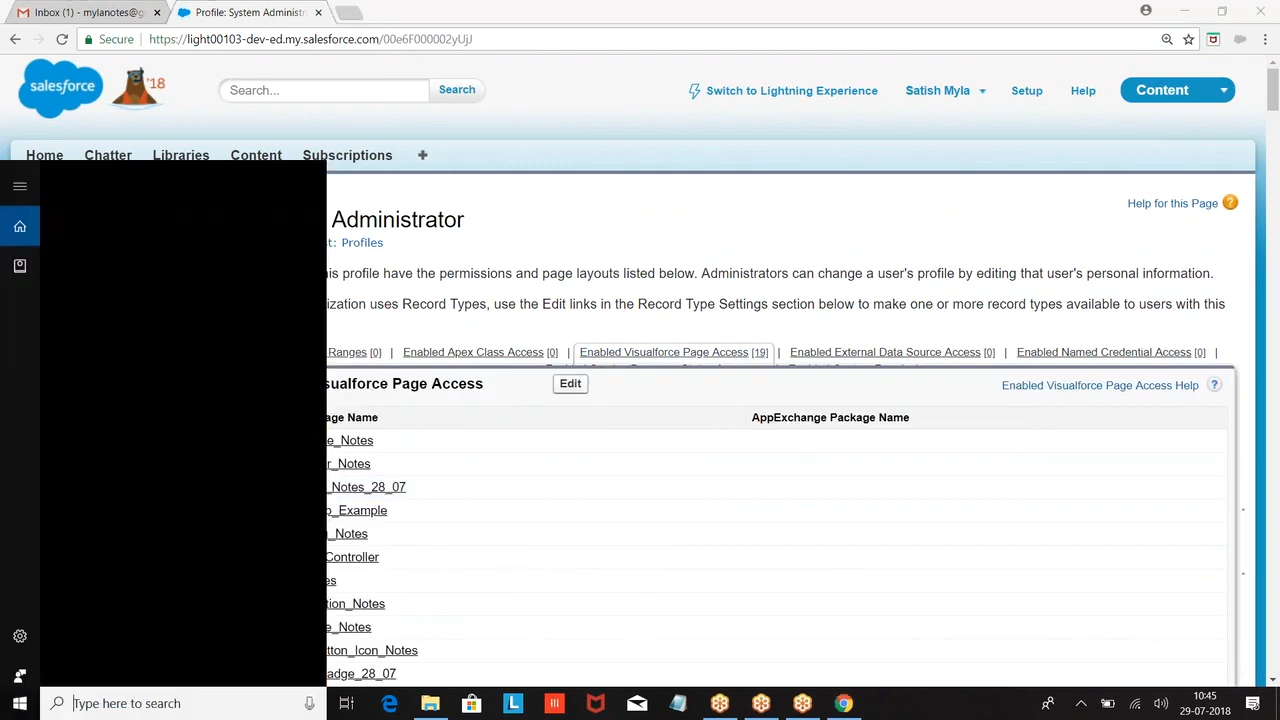 Inbox (1) - mylanotes@g
Profile: System Administr
Secure | https://light00103-dev-ed.my.salesforce.com/00e6F000002yUjJ
salesforce
'18
Search...
Search
Switch to Lightning Experience
Satish Myla
Setup
Help
Content
Home
Chatter
Libraries
Content
Subscriptions
+
Help for this Page
Administrator
t: Profiles
is profile have the permissions and page layouts listed below. Administrators can change a user's profile by editing that user's personal information.
ization uses Record Types, use the Edit links in the Record Type Settings section below to make one or more record types available to users with this
Ranges [0] | Enabled Apex Class Access [0] | Enabled Visualforce Page Access [19] | Enabled External Data Source Access [0] | Enabled Named Credential Access [0] |
sualforce Page Access
Edit
Enabled Visualforce Page Access Help ?
age Name
AppExchange Package Name
e_Notes
r_Notes
_Notes_28_07
p_Example
_Notes
Controller
es
tion_Notes
e_Notes
tton_Icon_Notes
adge_28_07
Type here to search
10:45
29-07-2018